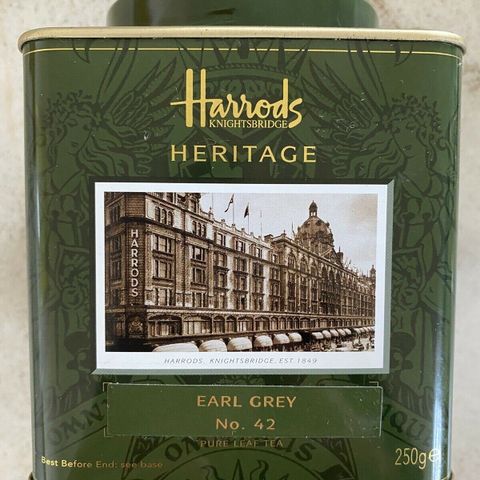 Harrods
KNIGHTSBRIDGE
HERITAGE
HARRODS
HARRODS, KNIGHTSBRIDGE, EST. 1849
EARL GREY
No. 42
PURE LEAF TEA
Best Before End: see base
250g℮